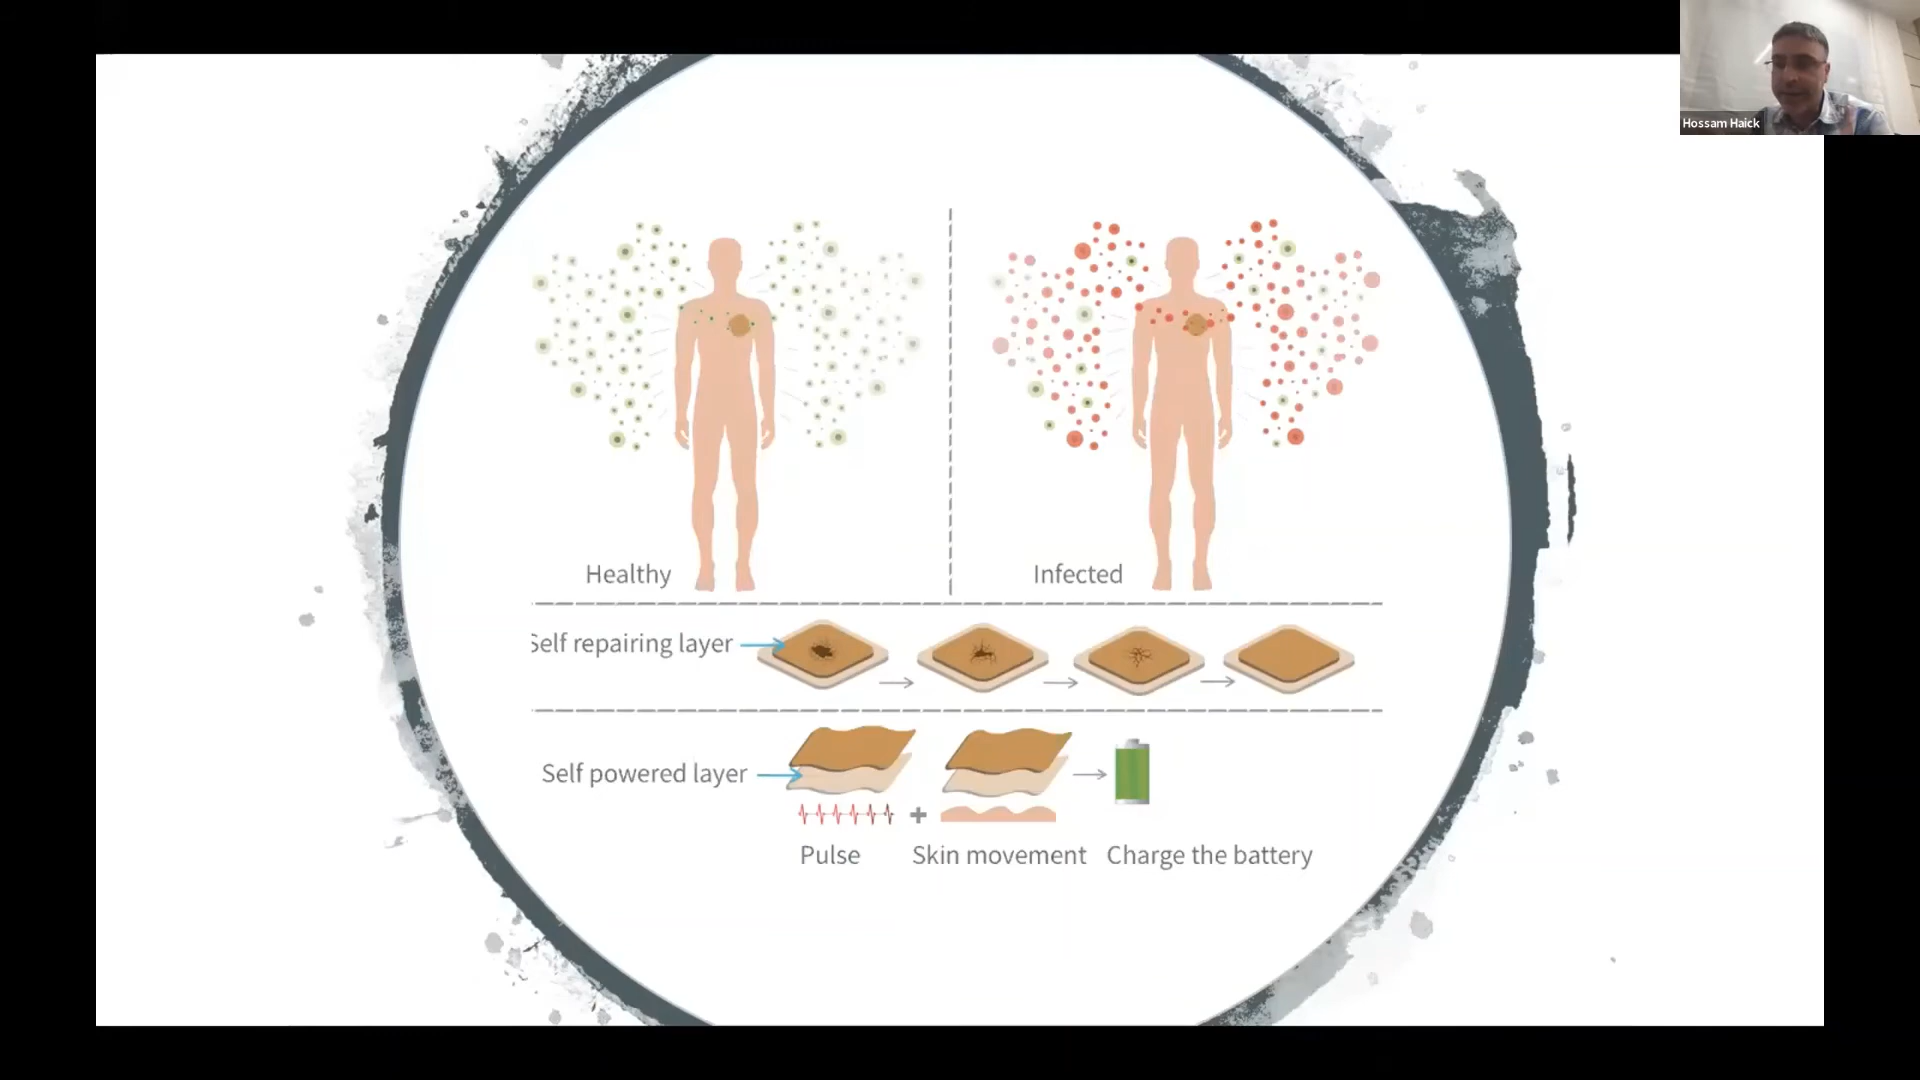 Hossam Haick
Healthy
Infected
Self repairing layer
Self powered layer
Pulse
Skin movement
Charge the battery